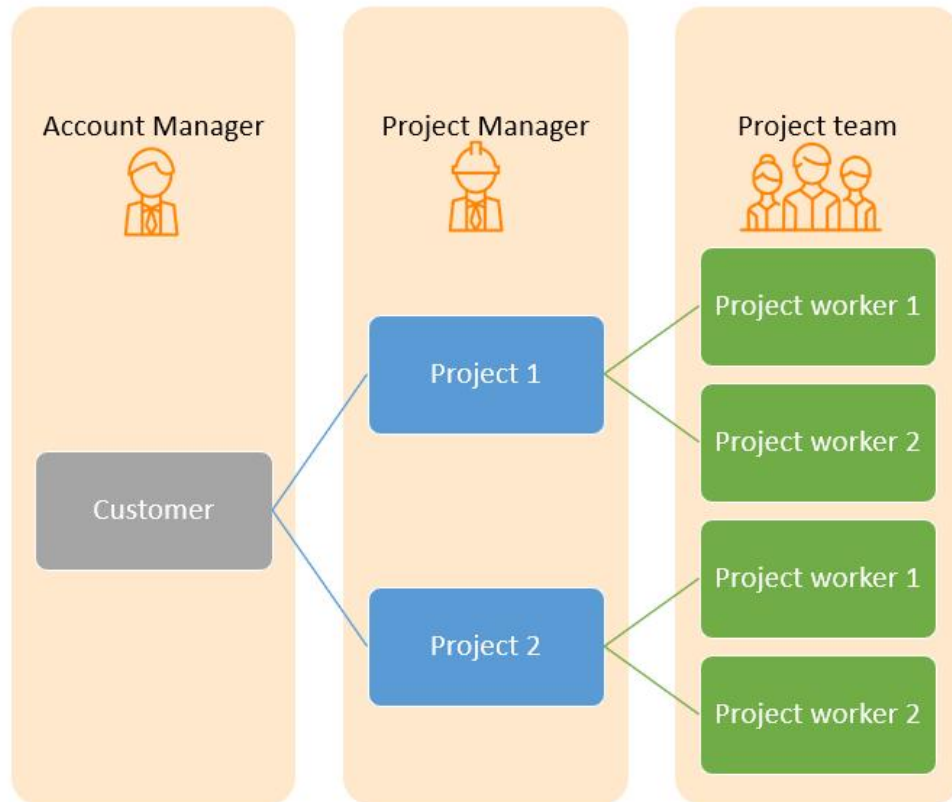 Account Manager
Project Manager
Project team
Customer
Project 1
Project 2
Project worker 1
Project worker 2
Project worker 1
Project worker 2